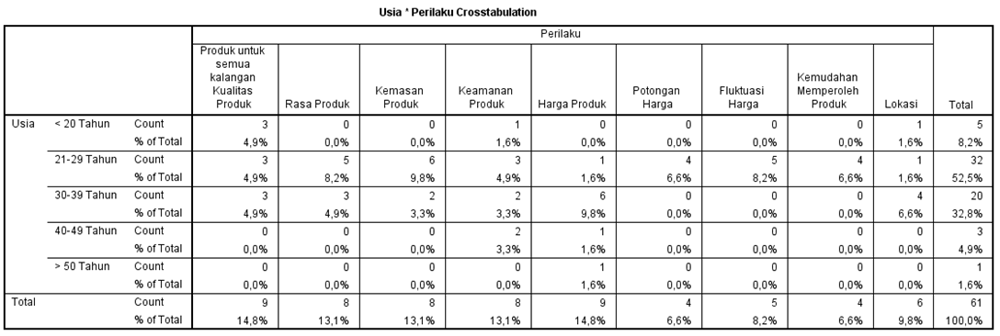 Usia * Perilaku Crosstabulation
Perilaku
Produk untuk
semua
kalangan
Kualitas
Produk Rasa Produk Kemasan
Produk Keamanan
Produk Harga Produk Potongan
Harga Fluktuasi
Harga Kemudahan
Memperoleh
Produk Lokasi Total
Usia < 20 Tahun Count 3 0 0 1 0 0 0 0 1 5
% of Total 4,9% 0,0% 0,0% 1,6% 0,0% 0,0% 0,0% 0,0% 1,6% 8,2%
21-29 Tahun Count 3 5 6 3 1 4 5 4 1 32
% of Total 4,9% 8,2% 9,8% 4,9% 1,6% 6,6% 8,2% 6,6% 1,6% 52,5%
30-39 Tahun Count 3 3 2 2 6 0 0 0 4 20
% of Total 4,9% 4,9% 3,3% 3,3% 9,8% 0,0% 0,0% 0,0% 6,6% 32,8%
40-49 Tahun Count 0 0 0 2 1 0 0 0 0 3
% of Total 0,0% 0,0% 0,0% 3,3% 1,6% 0,0% 0,0% 0,0% 0,0% 4,9%
> 50 Tahun Count 0 0 0 0 1 0 0 0 0 1
% of Total 0,0% 0,0% 0,0% 0,0% 1,6% 0,0% 0,0% 0,0% 0,0% 1,6%
Total Count 9 8 8 8 9 4 5 4 6 61
% of Total 14,8% 13,1% 13,1% 13,1% 14,8% 6,6% 8,2% 6,6% 9,8% 100,0%